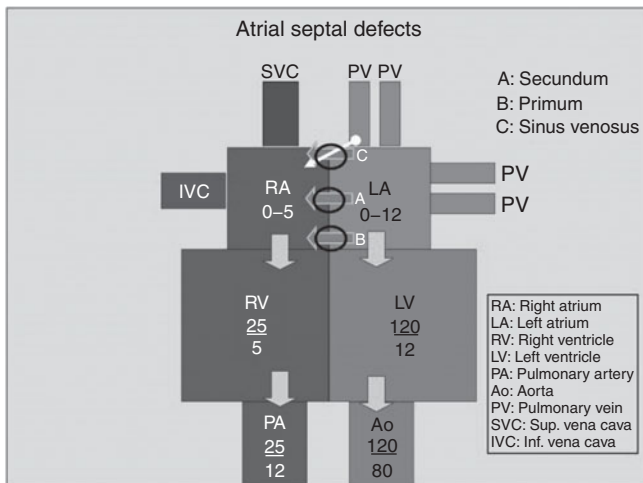 Atrial septal defects
SVC PV PV
A: Secundum
B: Primum
C: Sinus venosus
C
IVC RA LA PV
0–5 A 0–12 PV
B
RV LV
25 120
5 12
PA Ao
25 120
12 80
RA: Right atrium
LA: Left atrium
RV: Right ventricle
LV: Left ventricle
PA: Pulmonary artery
Ao: Aorta
PV: Pulmonary vein
SVC: Sup. vena cava
IVC: Inf. vena cava